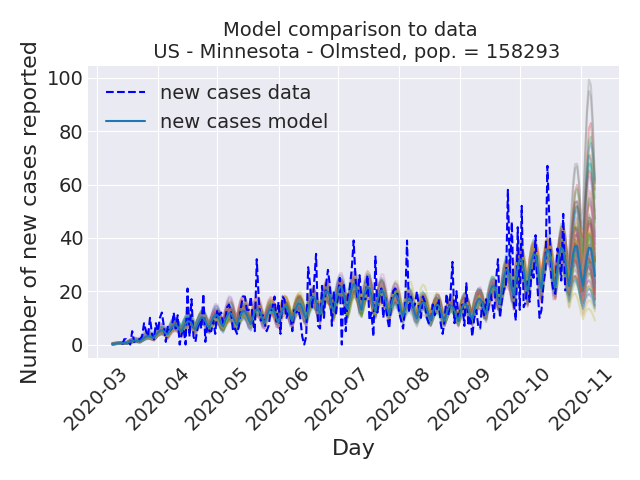 Model comparison to data
US - Minnesota - Olmsted, pop. = 158293
Number of new cases reported
100
80
60
40
20
0
new cases data
new cases model
2020-03
2020-04
2020-05
2020-06
2020-07
2020-08
2020-09
2020-10
2020-11
Day